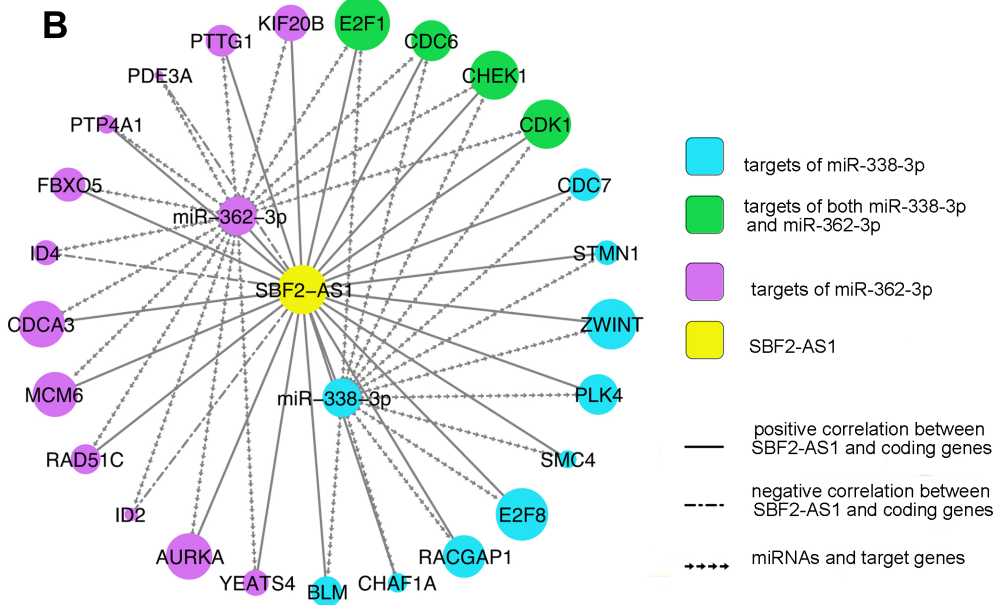 B
KIF20B
E2F1
PTTG1
CDC6
PDE3A
CHEK1
PTP4A1
CDK1
FBXO5
CDC7
miR-362-3p
ID4
STMN1
SBF2-AS1
CDCA3
ZWINT
MCM6
miR-338-3p
PLK4
RAD51C
SMC4
ID2
E2F8
AURKA
RACGAP1
YEATS4
BLM
CHAF1A
targets of miR-338-3p
targets of both miR-338-3p
and miR-362-3p
targets of miR-362-3p
SBF2-AS1
positive correlation between
SBF2-AS1 and coding genes
negative correlation between
SBF2-AS1 and coding genes
miRNAs and target genes